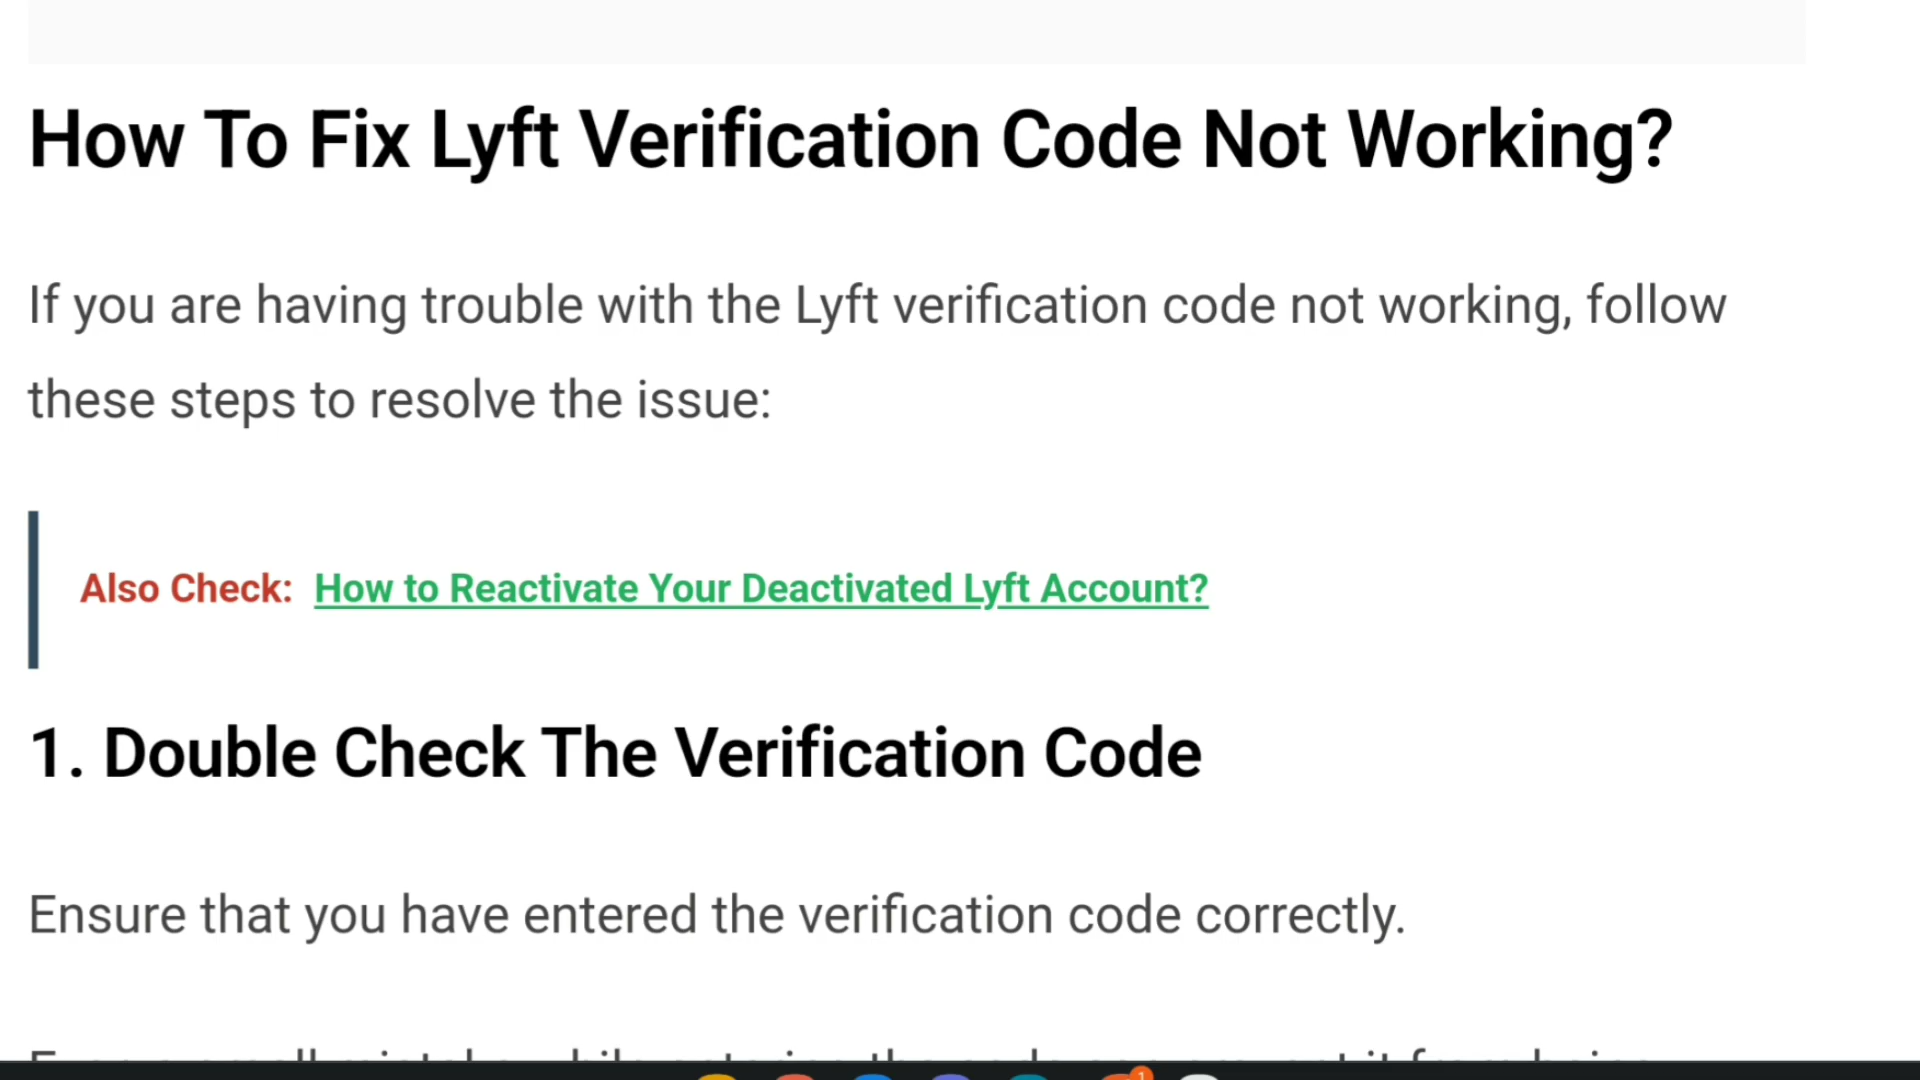 How To Fix Lyft Verification Code Not Working?
If you are having trouble with the Lyft verification code not working, follow
these steps to resolve the issue:
Also Check: How to Reactivate Your Deactivated Lyft Account?
1. Double Check The Verification Code
Ensure that you have entered the verification code correctly.
1